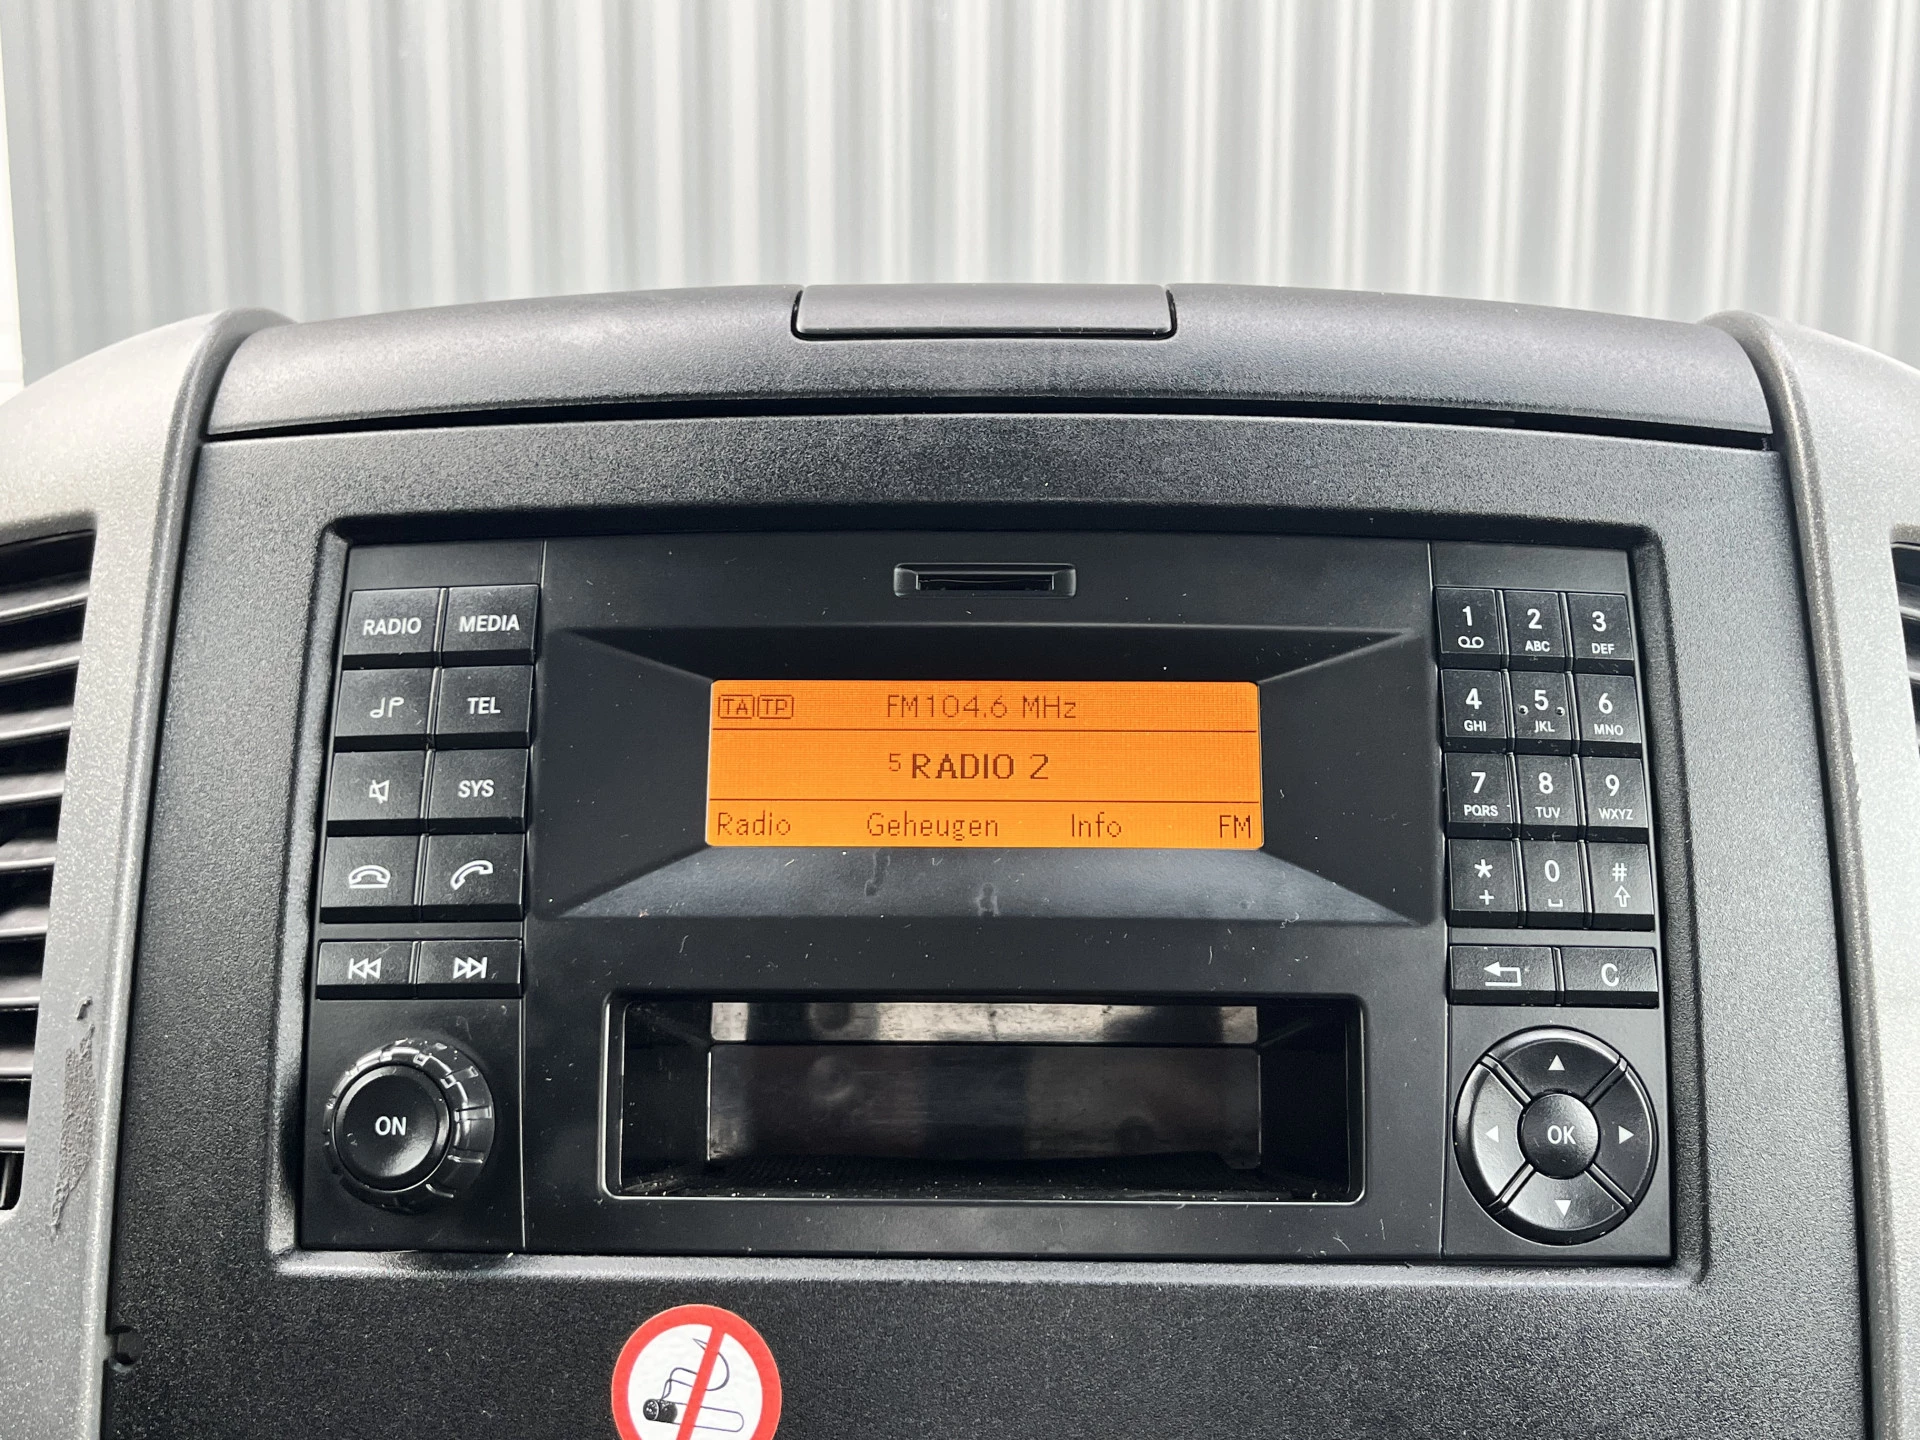 RADIO MEDIA
TEL
SYS
ON
TA TP FM 104.6 MHz
5 RADIO 2
Radio Geheugen Info FM
1 2 3
ABC DEF
4 5 6
GHI JKL MNO
7 8 9
PQRS TUV WXYZ
* 0 #
+
C
OK